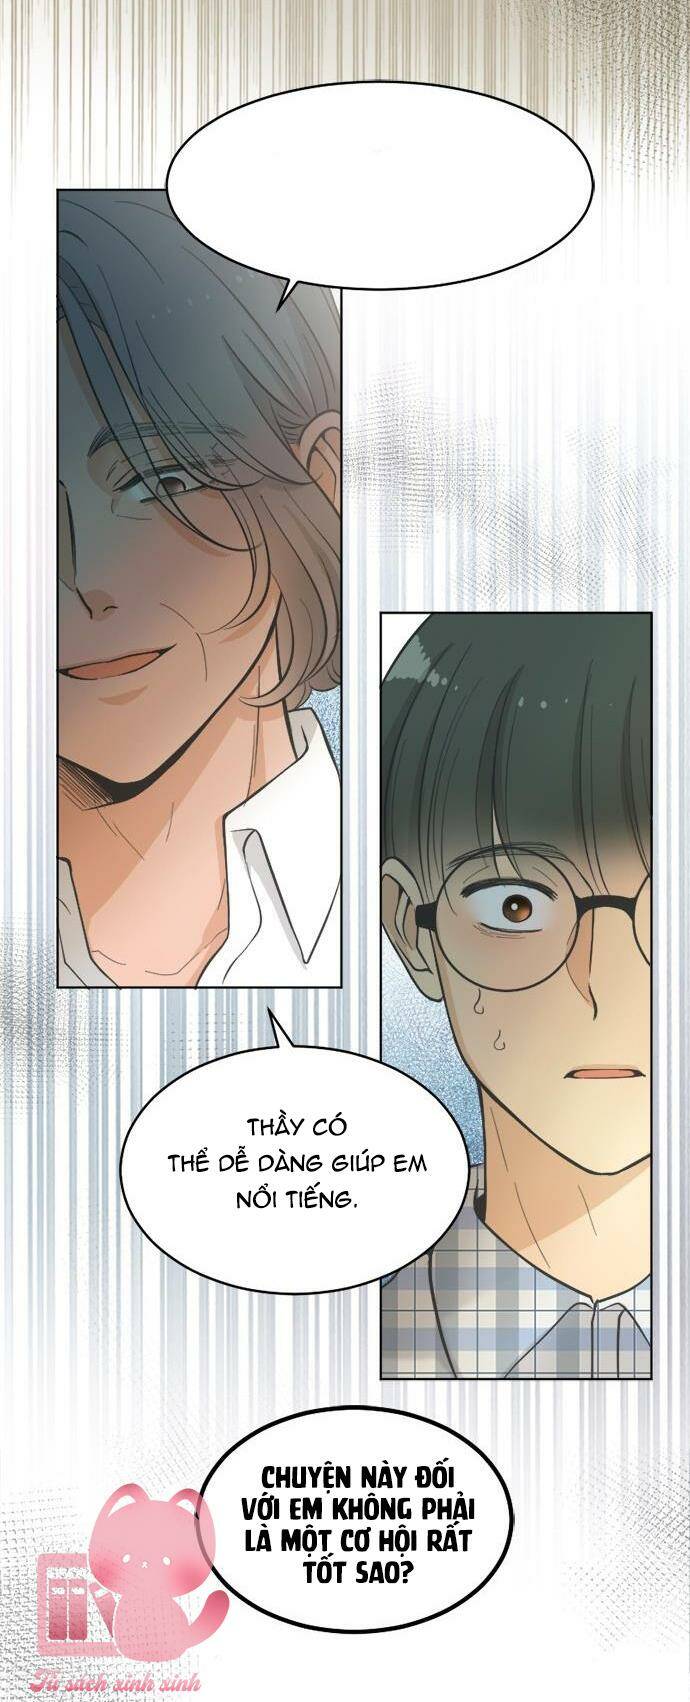 THẦY CÓ
THỂ DỄ DÀNG GIÚP EM
NỔI TIẾNG.
CHUYỆN NÀY ĐỐI
VỚI EM KHÔNG PHẢI
LÀ MỘT CƠ HỘI RẤT
TỐT SAO?
Tủ sách xinh xinh